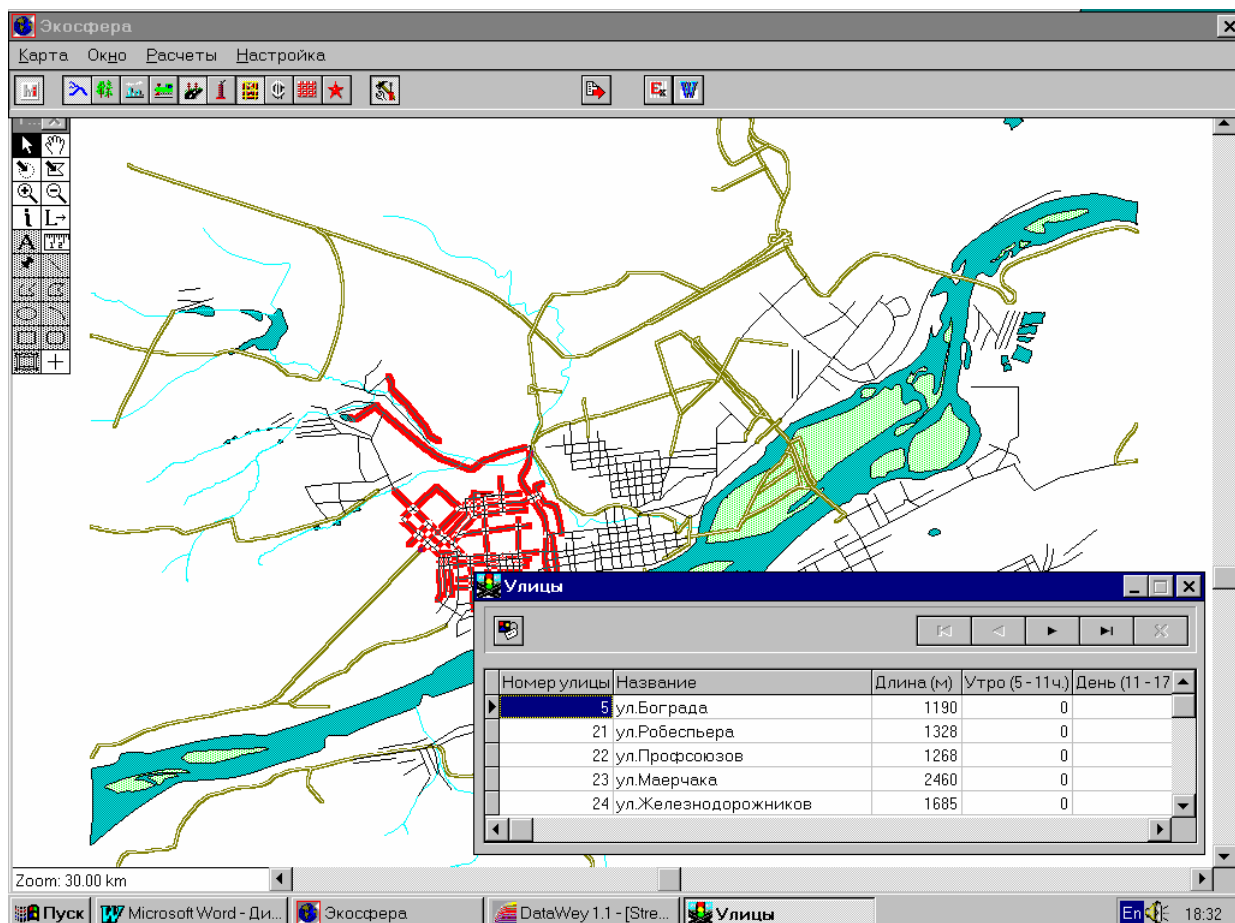 Экосфера
Карта Окно Расчеты Настройка
Ex W
i L
A
Улицы
Номер улицы Название Длина (м) Утро (5 - 11ч.) День (11 - 17
5 ул.Бограда 1190 0
21 ул.Робеспьера 1328 0
22 ул.Профсоюзов 1268 0
23 ул.Маерчака 2460 0
24 ул.Железнодорожников 1685 0
Zoom: 30.00 km
Пуск Microsoft Word - Ди... Экосфера DataWey 1.1 - [Stre... Улицы En 18:32